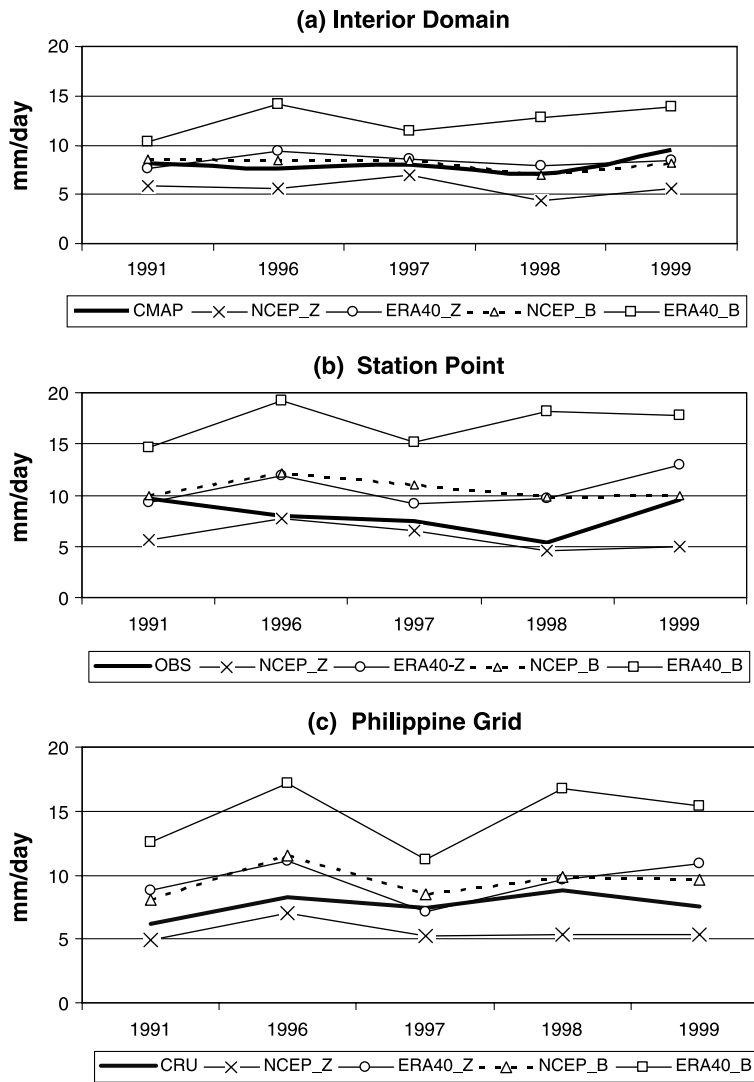 (a) Interior Domain
20
15
10
5
0
mm/day
1991 1996 1997 1998 1999
CMAP NCEP_Z ERA40_Z NCEP_B ERA40_B
(b) Station Point
20
15
10
5
0
mm/day
1991 1996 1997 1998 1999
OBS NCEP_Z ERA40-Z NCEP_B ERA40_B
(c) Philippine Grid
20
15
10
5
0
mm/day
1991 1996 1997 1998 1999
CRU NCEP_Z ERA40_Z NCEP_B ERA40_B